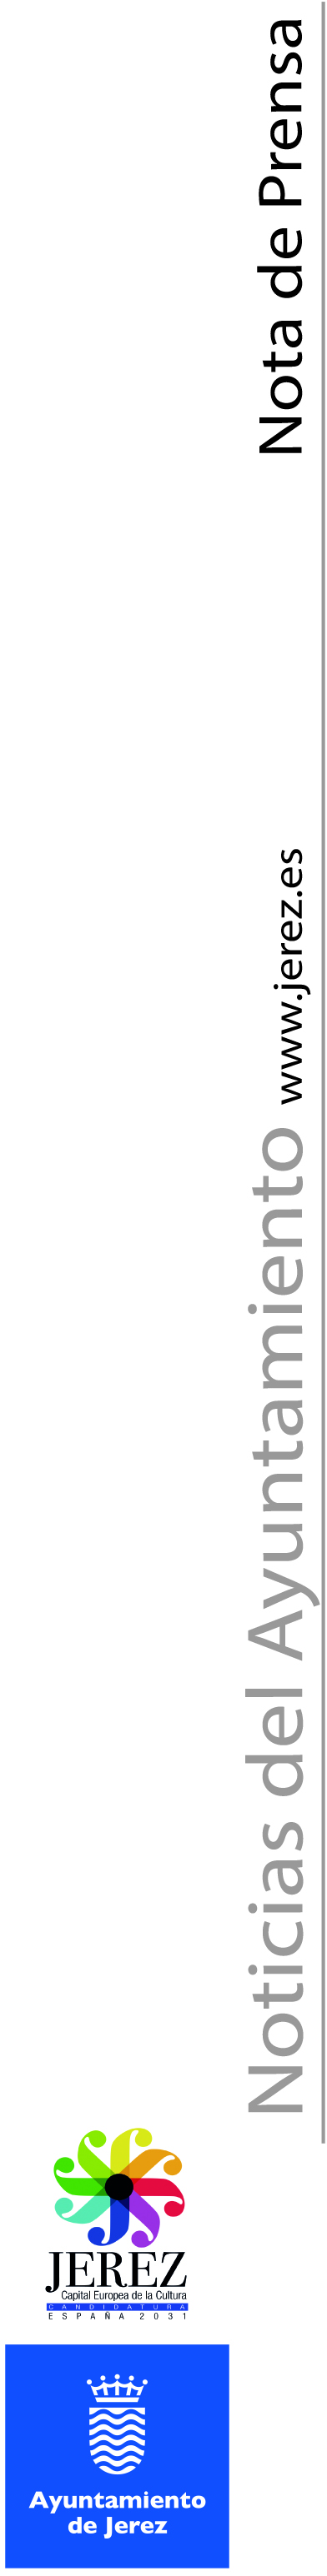 Nota de Prensa
Noticias del Ayuntamiento www.jerez.es
JEREZ
Capital Europea de la Cultura
CANDIDATURA
ESPAÑA 2031
Ayuntamiento
de Jerez